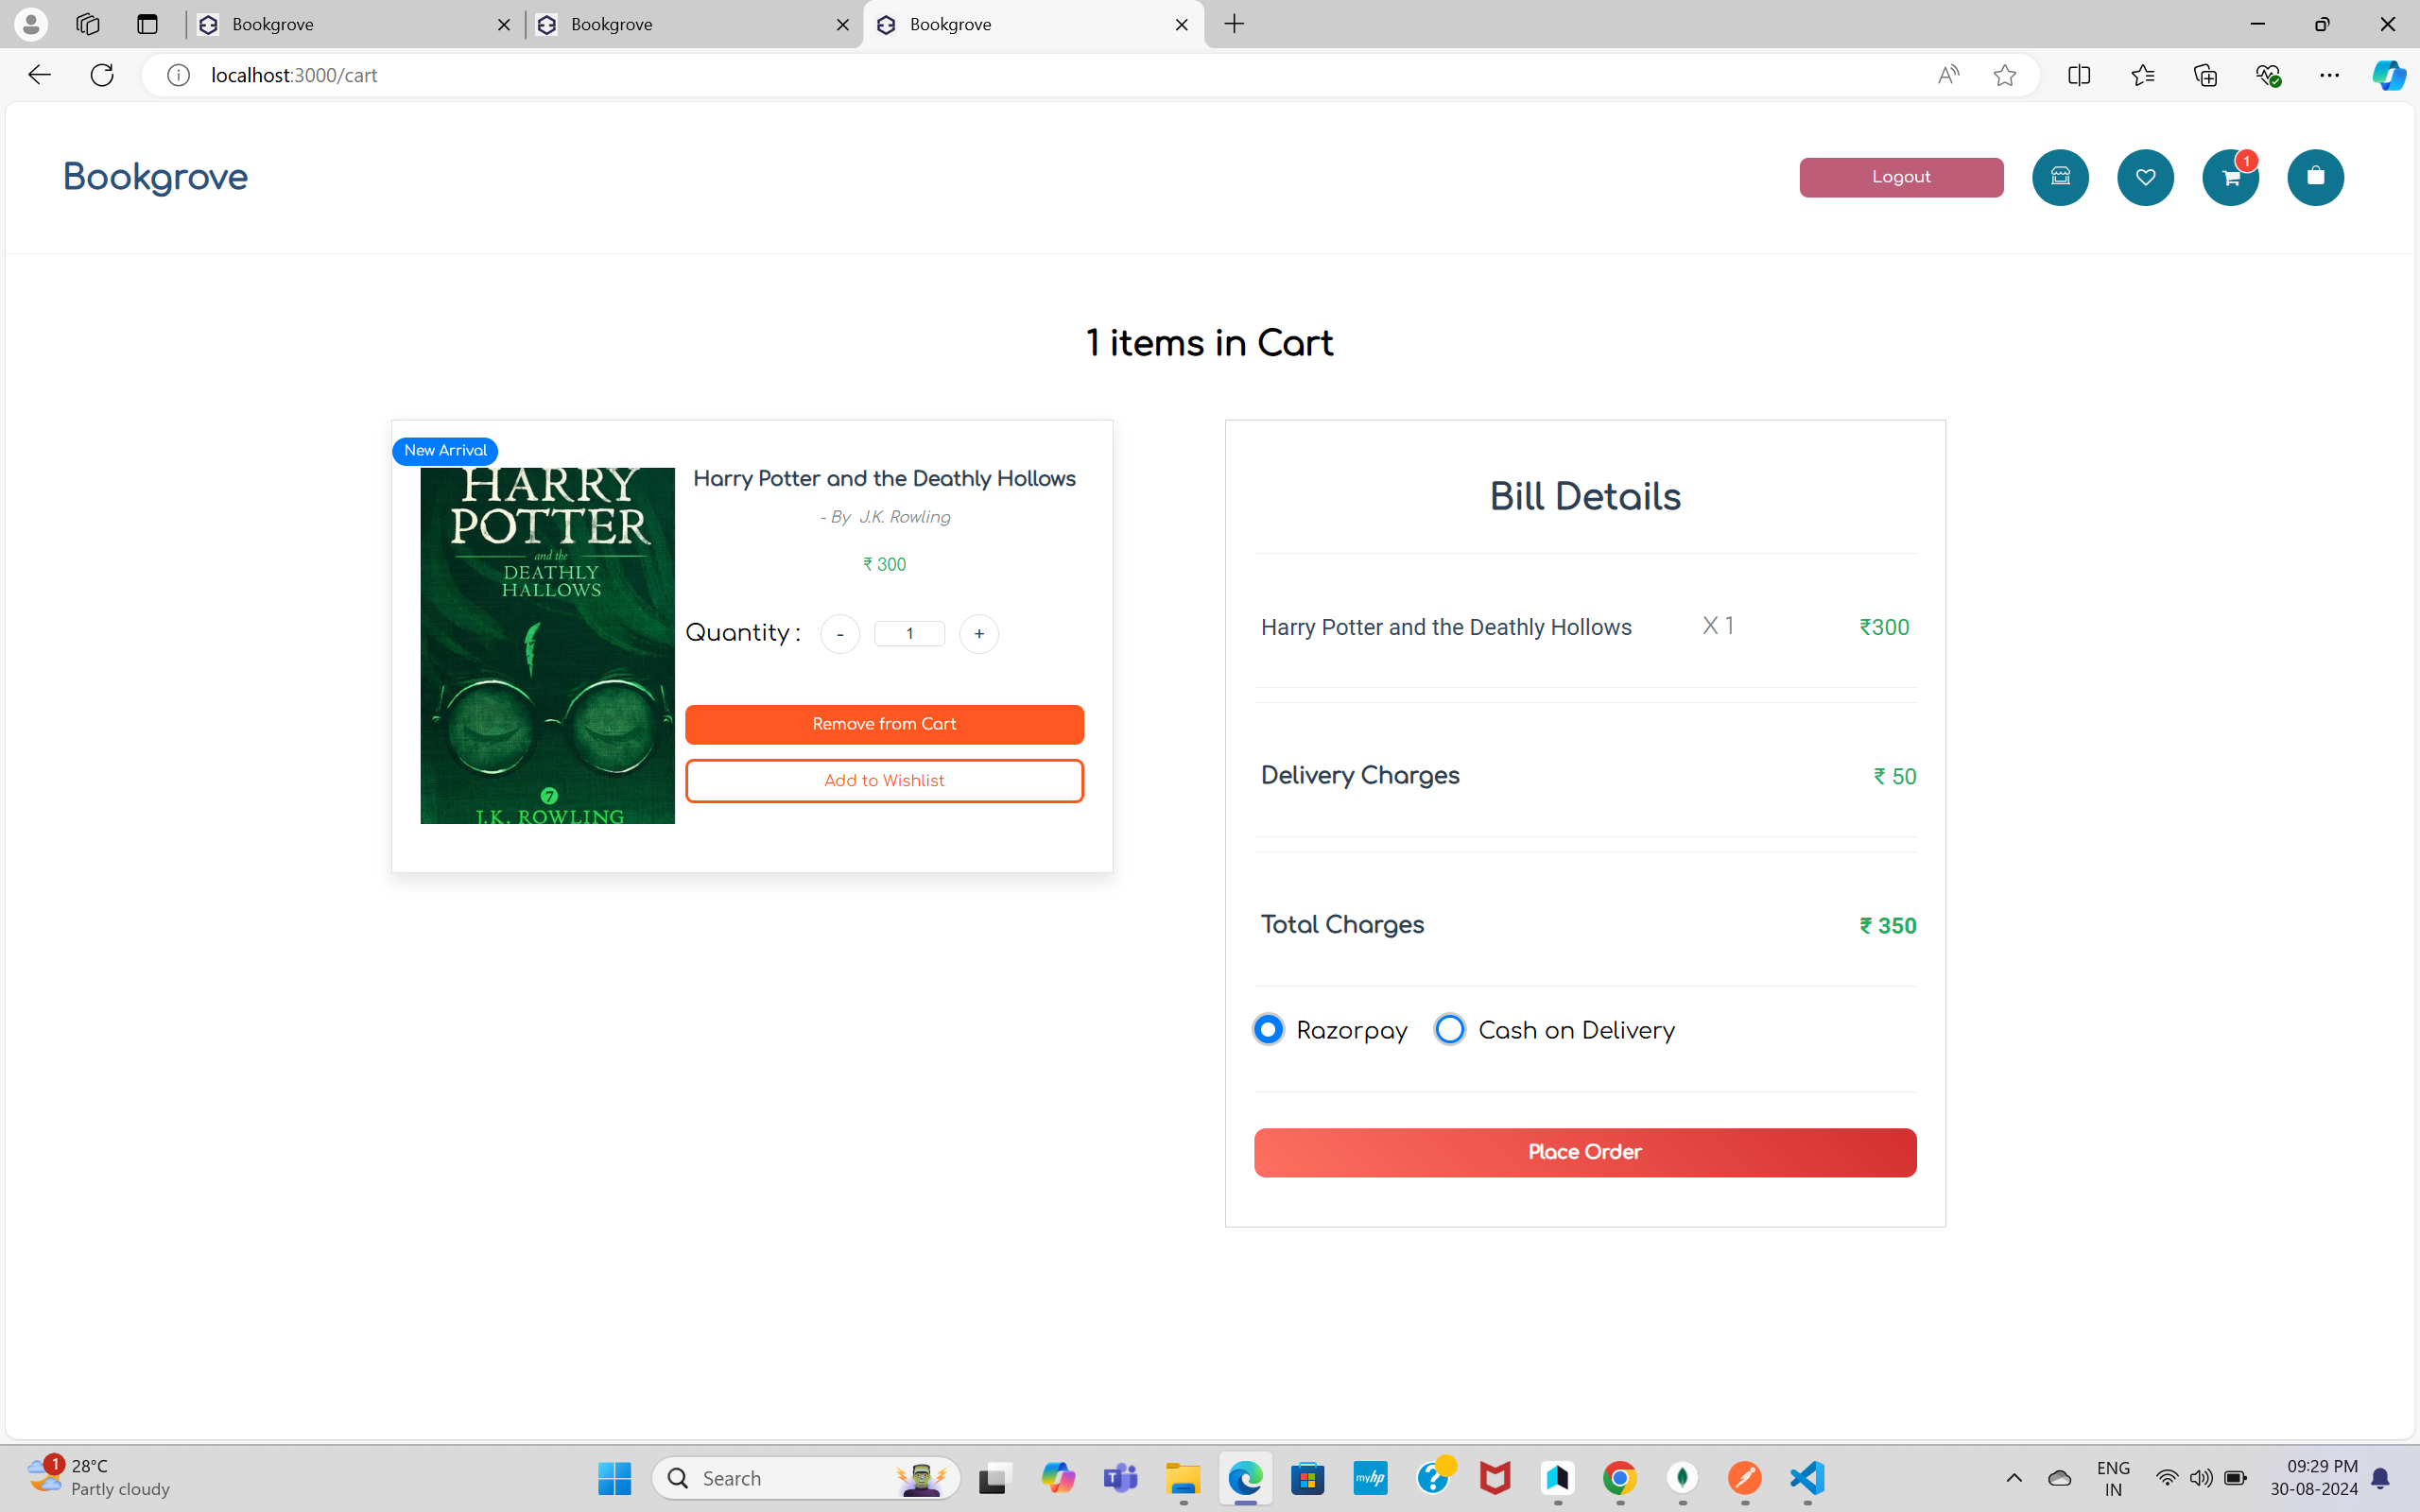 Bookgrove
Bookgrove
Bookgrove
localhost:3000/cart
Bookgrove
Logout
1
1 items in Cart
New Arrival
HARRY
POTTER
and the
DEATHLY
HALLOWS
7
J.K. ROWLING
Harry Potter and the Deathly Hollows
- By J.K. Rowling
₹ 300
Quantity : - 1 +
Remove from Cart
Add to Wishlist
Bill Details
Harry Potter and the Deathly Hollows X 1 ₹300
Delivery Charges ₹ 50
Total Charges ₹ 350
Razorpay Cash on Delivery
Place Order
1
28°C
Partly cloudy
Search
T
myhp
?
ENG
IN
09:29 PM
30-08-2024